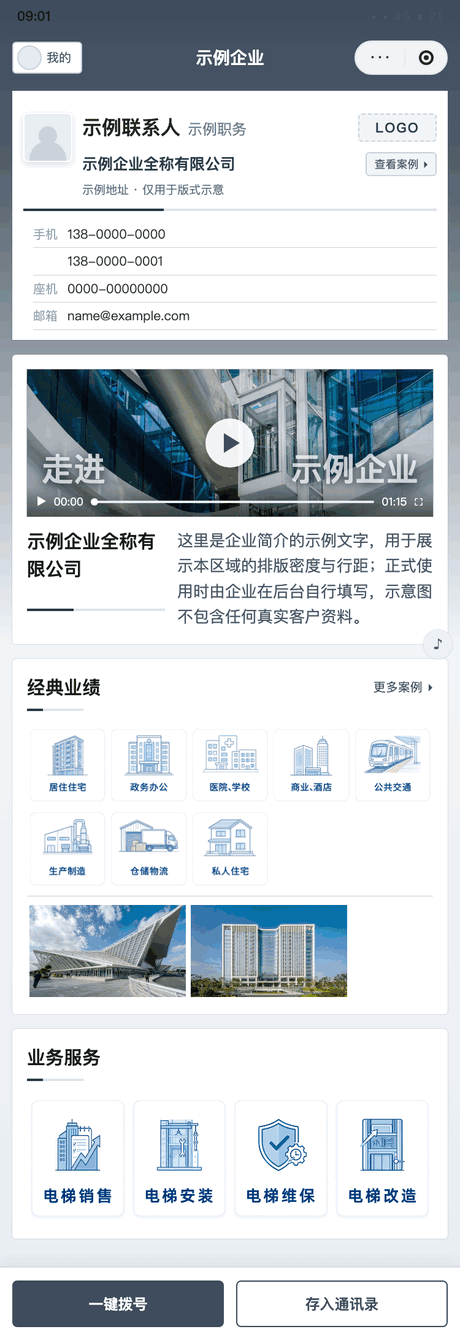 09:01
我的
示例企业
示例联系人 示例职务
LOGO
示例企业全称有限公司
查看案例
示例地址 · 仅用于版式示意
手机 138-0000-0000
138-0000-0001
座机 0000-00000000
邮箱 name@example.com
走进 示例企业
00:00 01:15
示例企业全称有
限公司
这里是企业简介的示例文字，用于展
示本区域的排版密度与行距；正式使
用时由企业在后台自行填写，示意图
不包含任何真实客户资料。
经典业绩
更多案例
居住住宅 政务办公 医院、学校 商业、酒店 公共交通
生产制造 仓储物流 私人住宅
业务服务
电梯销售 电梯安装 电梯维保 电梯改造
一键拨号 存入通讯录